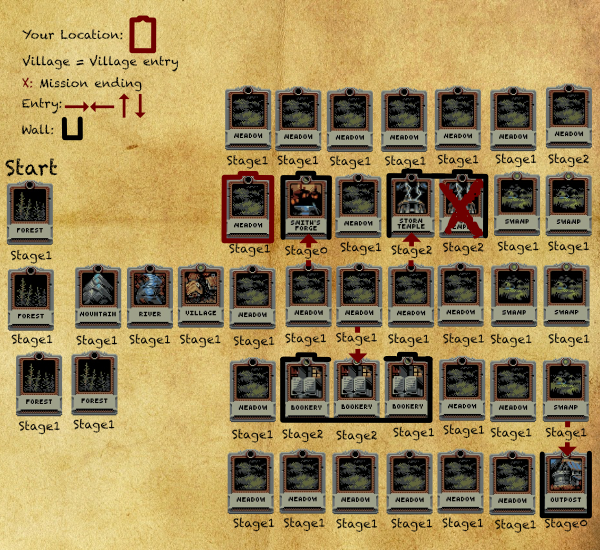 Your Location:
Village = Village entry
X: Mission ending
Entry:
Wall:
MEADOW MEADOW MEADOW MEADOW MEADOW MEADOW MEADOW
Stage1 Stage1 Stage1 Stage1 Stage1 Stage1 Stage2
Start
FOREST MEADOW SMITH'S FORGE MEADOW STORM TEMPLE SWAMP SWAMP
Stage1 Stage1 Stage0 Stage1 Stage2 Stage2 Stage1 Stage1
FOREST MOUNTAIN RIVER VILLAGE MEADOW MEADOW MEADOW MEADOW MEADOW SWAMP SWAMP
Stage1 Stage1 Stage1 Stage1 Stage1 Stage1 Stage1 Stage1 Stage1 Stage1 Stage1
FOREST FOREST MEADOW BOOKERY BOOKERY BOOKERY MEADOW MEADOW SWAMP
Stage1 Stage1 Stage1 Stage2 Stage2 Stage1 Stage1 Stage1 Stage1
MEADOW MEADOW MEADOW MEADOW MEADOW MEADOW OUTPOST
Stage1 Stage1 Stage1 Stage1 Stage1 Stage1 Stage0